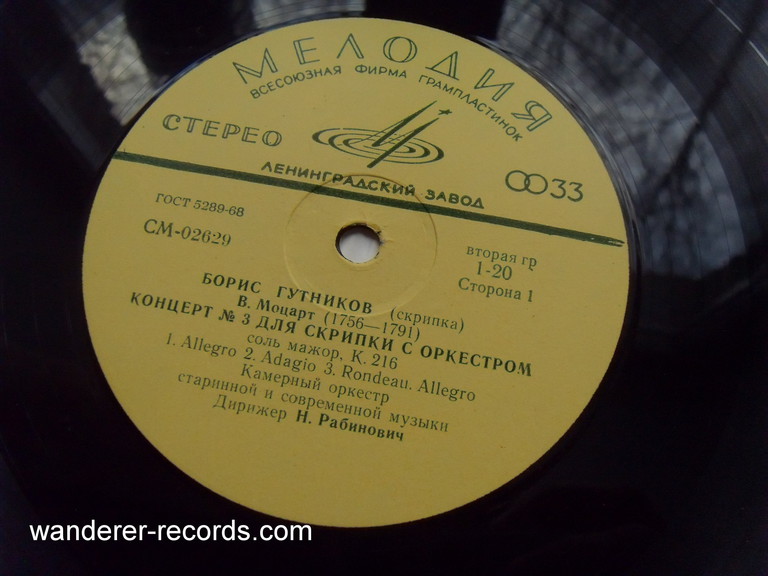 МЕЛОДИЯ
ВСЕСОЮЗНАЯ ФИРМА ГРАМПЛАСТИНОК
СТЕРЕО
ЛЕНИНГРАДСКИЙ ЗАВОД
33
ГОСТ 5289-68
СМ-02629
вторая гр
1-20
Сторона 1
БОРИС ГУТНИКОВ (скрипка)
В. Моцарт (1756—1791)
КОНЦЕРТ № 3 ДЛЯ СКРИПКИ С ОРКЕСТРОМ
соль мажор, К. 216
1. Allegro 2. Adagio 3. Rondeau. Allegro
Камерный оркестр
старинной и современной музыки
Дирижер Н. Рабинович
wanderer-records.com